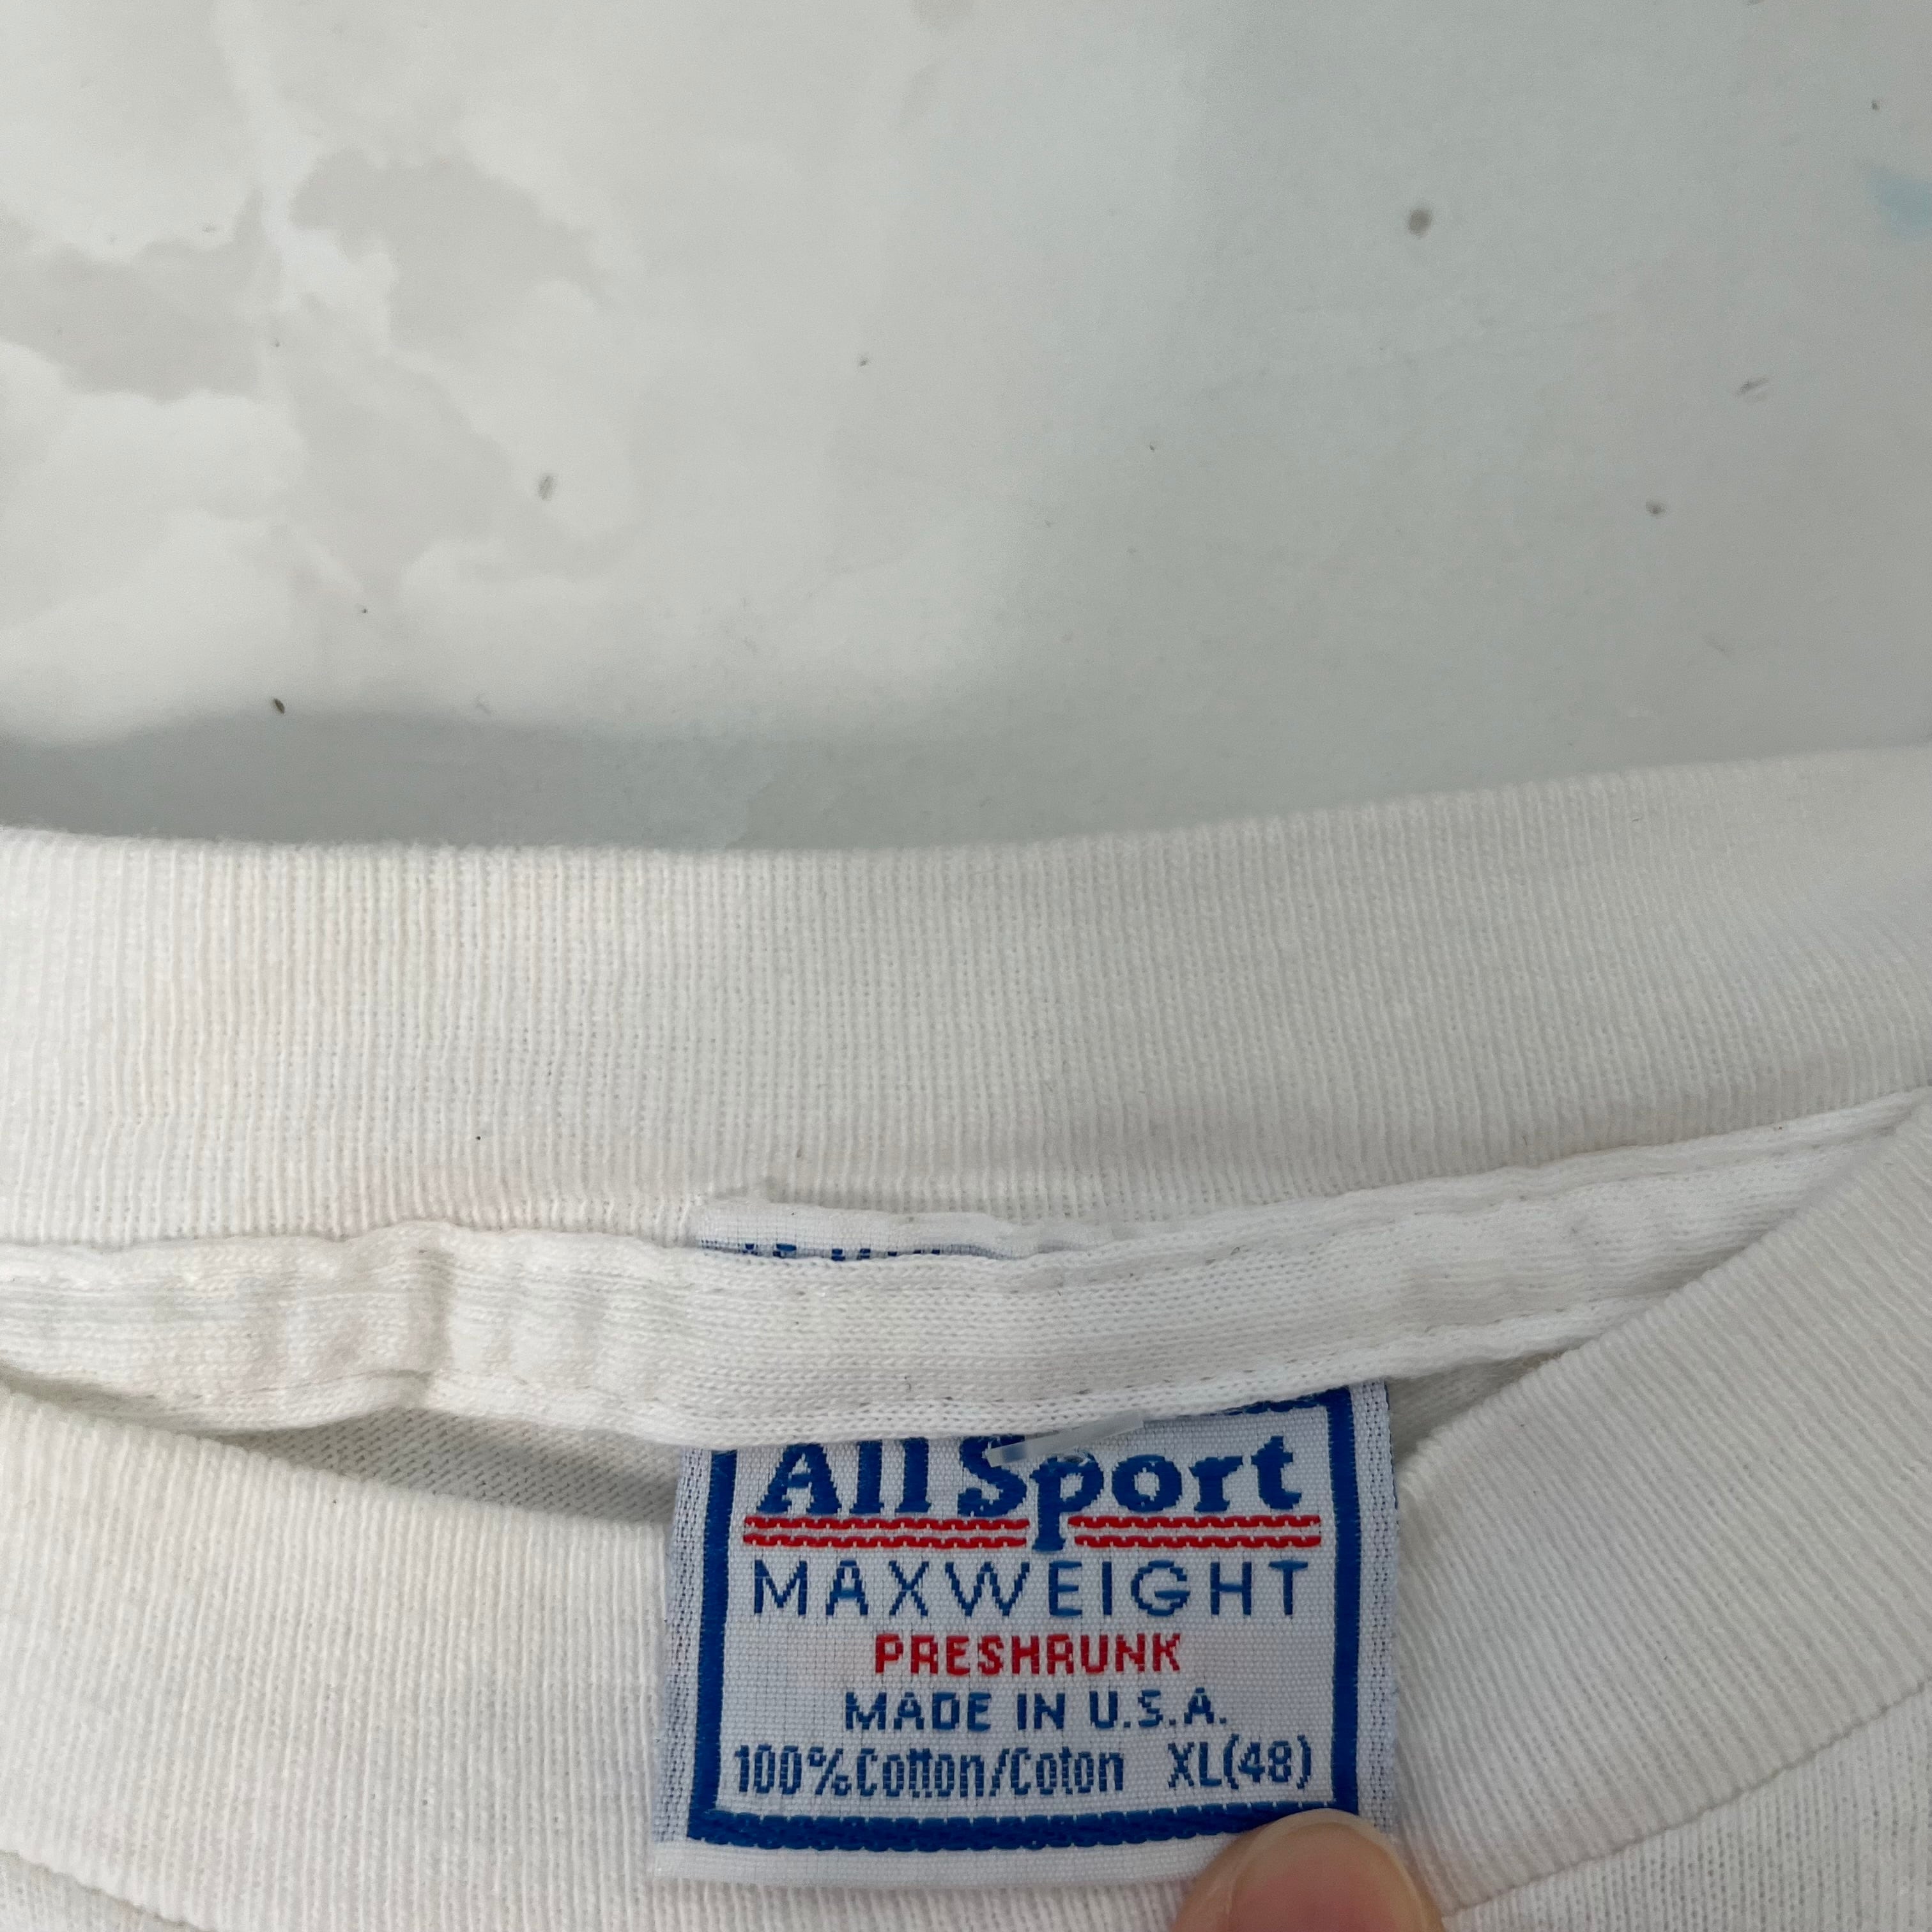 All Sport
MAXWEIGHT
PRESHRUNK
MADE IN U.S.A.
100%Cotton/Coton XL(48)